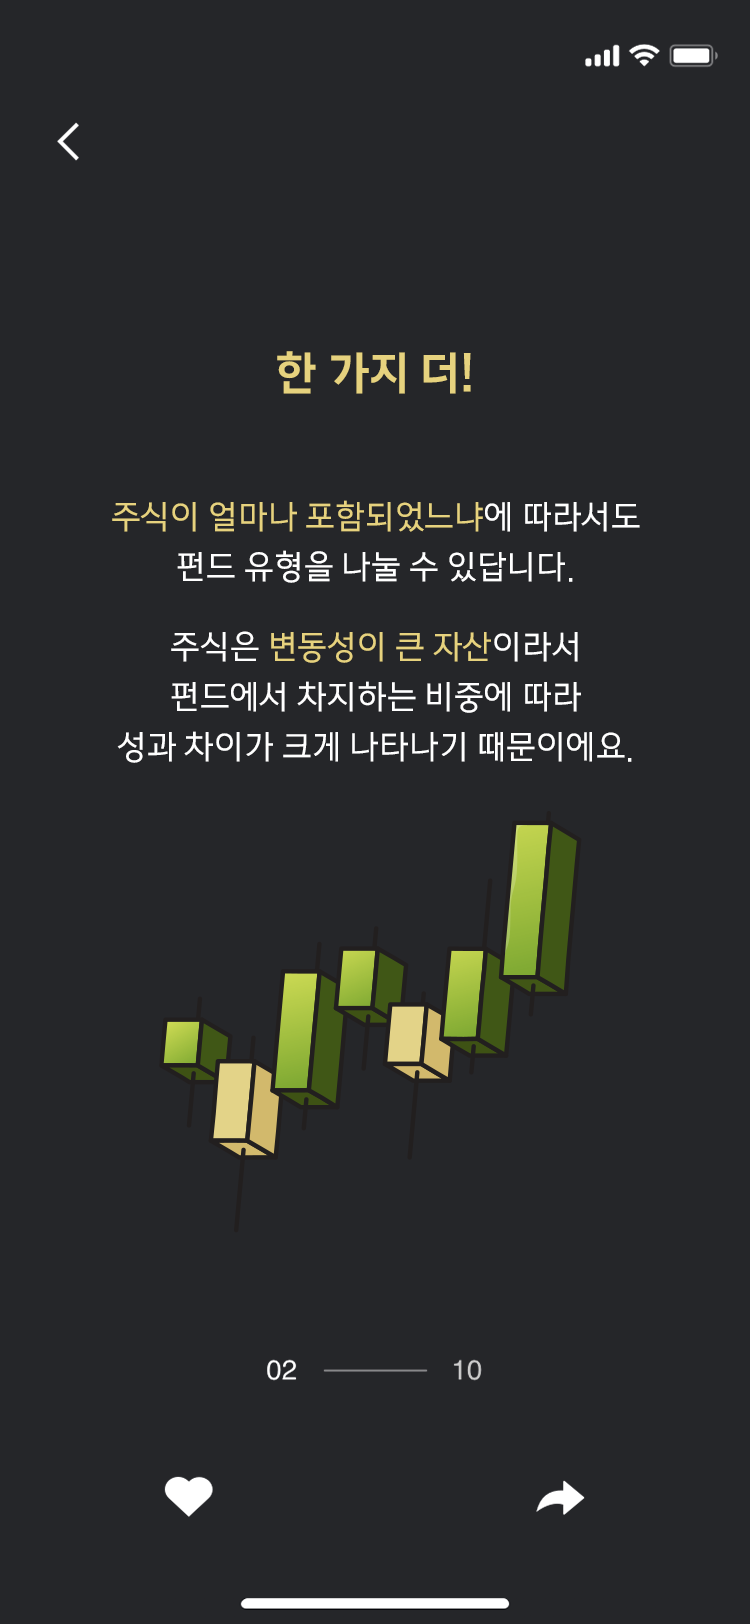 한 가지 더!
주식이 얼마나 포함되었느냐에 따라서도
펀드 유형을 나눌 수 있답니다.
주식은 변동성이 큰 자산이라서
펀드에서 차지하는 비중에 따라
성과 차이가 크게 나타나기 때문이에요.
02 10